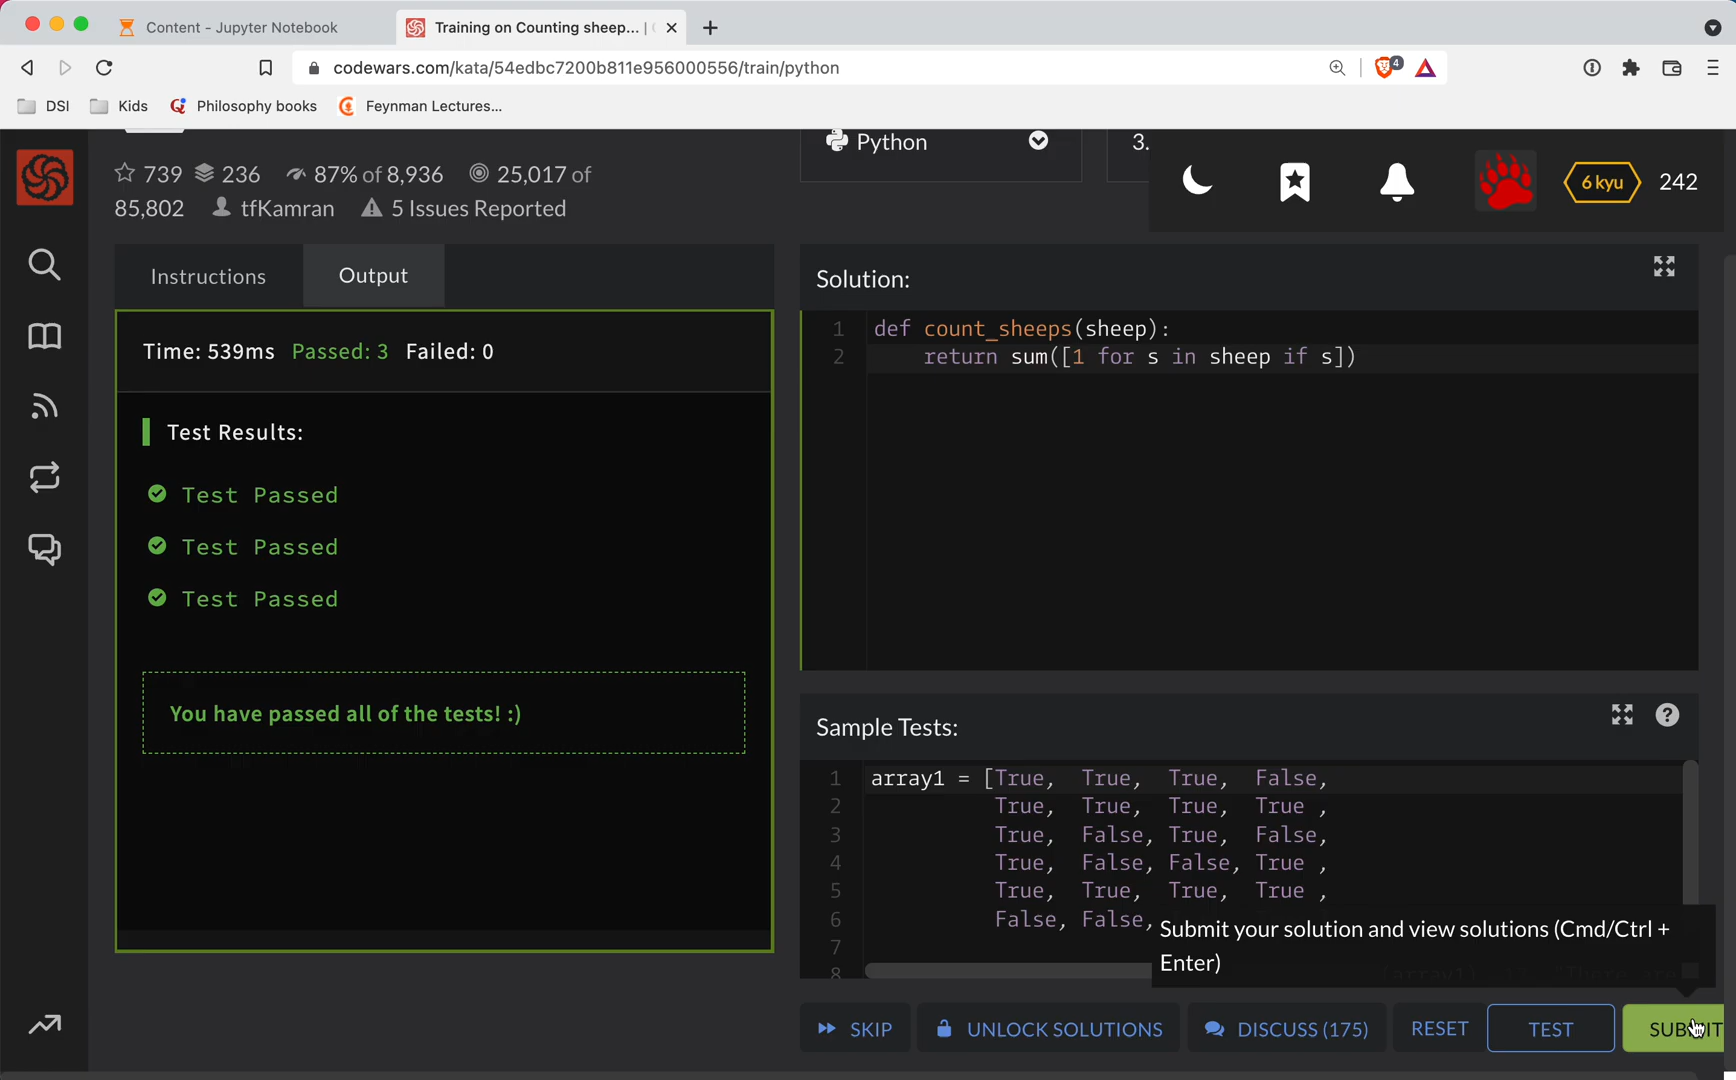 Content - Jupyter Notebook
Training on Counting sheep... |
codewars.com/kata/54edbc7200b811e956000556/train/python
4
DSI
Kids
Philosophy books
Feynman Lectures...
739 236 87% of 8,936 25,017 of
85,802 tfKamran 5 Issues Reported
Python
3.
6 kyu
242
Instructions
Output
Time: 539ms Passed: 3 Failed: 0
Test Results:
Test Passed
Test Passed
Test Passed
You have passed all of the tests! :)
Solution:
1 def count_sheeps(sheep):
2 return sum([1 for s in sheep if s])
Sample Tests:
1 array1 = [True, True, True, False,
2 True, True, True, True ,
3 True, False, True, False,
4 True, False, False, True ,
5 True, True, True, True ,
6 False, False,
7
8
Submit your solution and view solutions (Cmd/Ctrl +
Enter)
SKIP
UNLOCK SOLUTIONS
DISCUSS (175)
RESET
TEST
SUBMIT